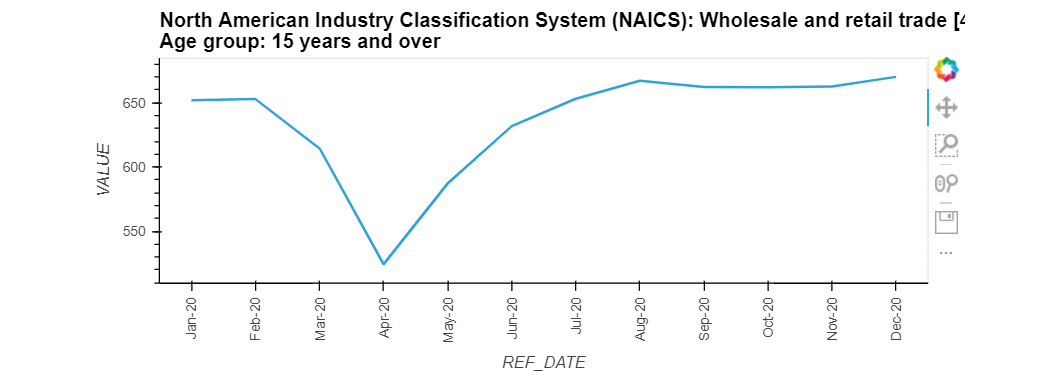 North American Industry Classification System (NAICS): Wholesale and retail trade [4
Age group: 15 years and over
VALUE
650
600
550
Jan-20
Feb-20
Mar-20
Apr-20
May-20
Jun-20
Jul-20
Aug-20
Sep-20
Oct-20
Nov-20
Dec-20
REF_DATE